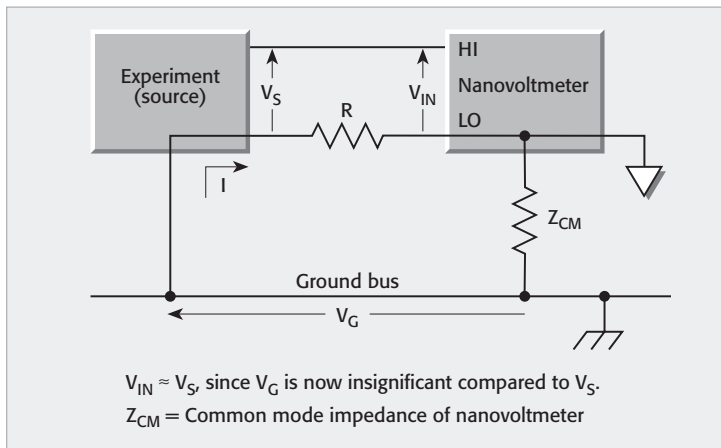 Experiment
(source)
HI
Nanovoltmeter
LO
V_S
V_IN
R
I
Z_CM
Ground bus
V_G
V_IN ≈ V_S, since V_G is now insignificant compared to V_S.
Z_CM = Common mode impedance of nanovoltmeter